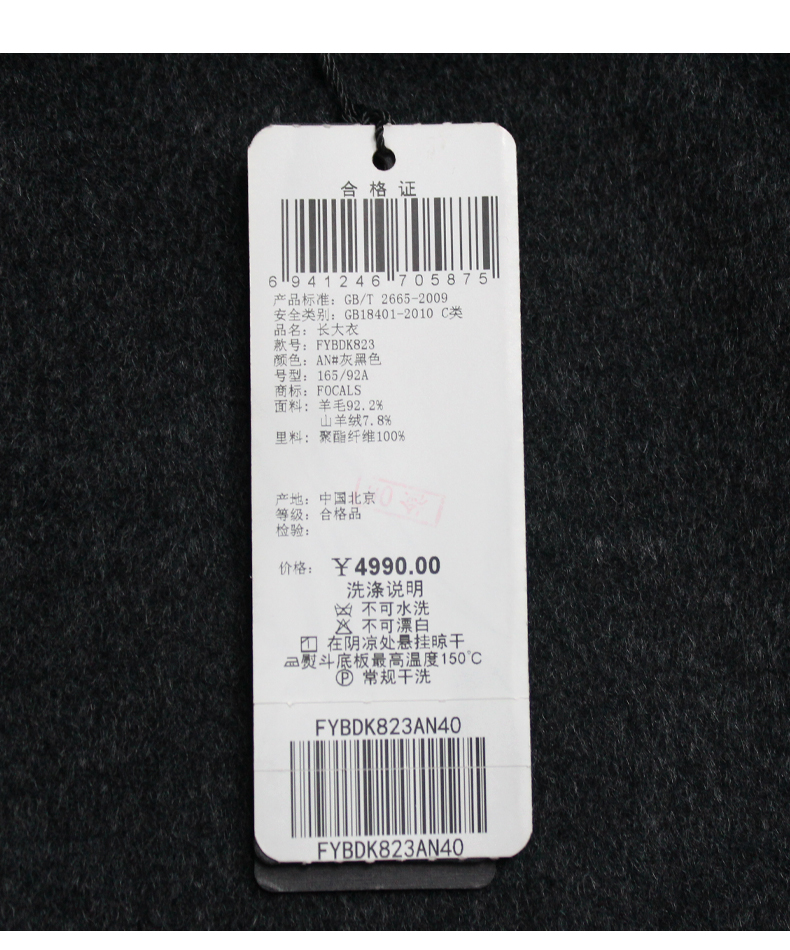 合格证
6 941246 705875
产品标准: GB/T 2665-2009
安全类别: GB18401-2010 C类
品名: 长大衣
款号: FYBDK823
颜色: AN#灰黑色
号型: 165/92A
商标: FOCALS
面料: 羊毛92.2%
山羊绒7.8%
里料: 聚酯纤维100%
产地: 中国北京
等级: 合格品
检验:
价格: ¥4990.00
洗涤说明
不可水洗
不可漂白
在阴凉处悬挂晾干
熨斗底板最高温度150℃
Ⓟ 常规干洗
FYBDK823AN40
FYBDK823AN40